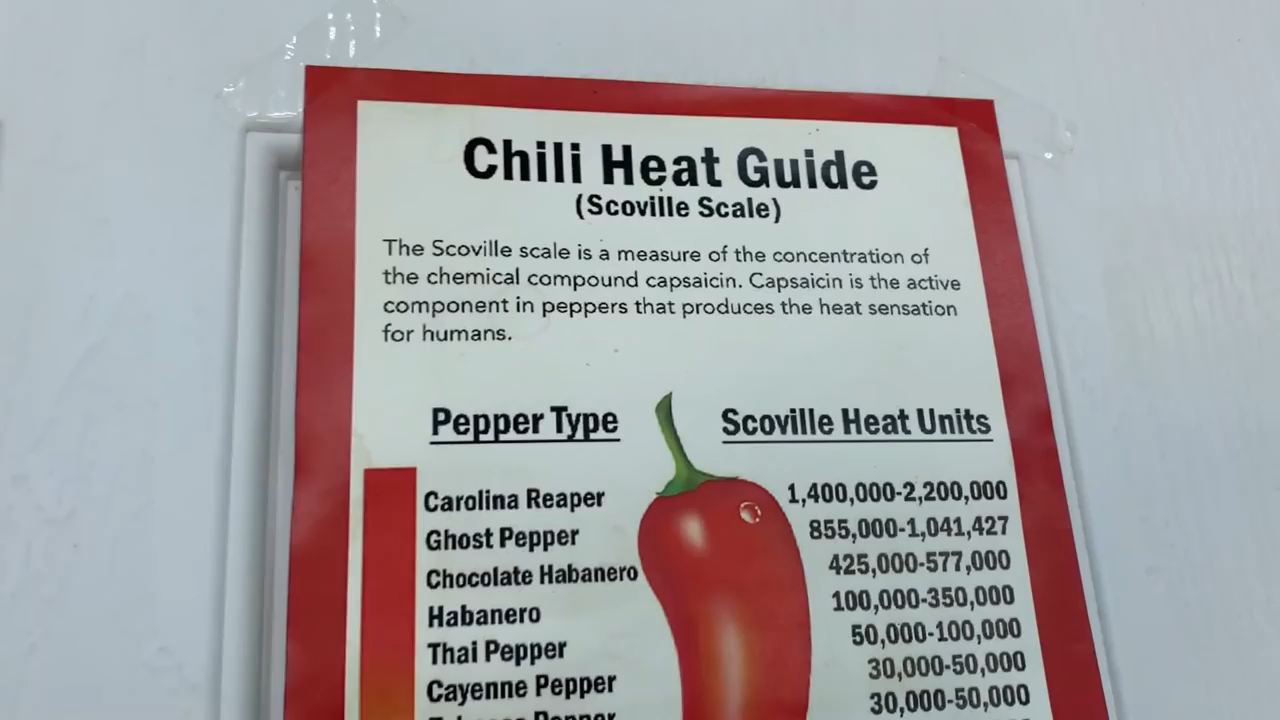 Chili Heat Guide
(Scoville Scale)
The Scoville scale is a measure of the concentration of
the chemical compound capsaicin. Capsaicin is the active
component in peppers that produces the heat sensation
for humans.
Pepper Type Scoville Heat Units
Carolina Reaper 1,400,000-2,200,000
Ghost Pepper 855,000-1,041,427
Chocolate Habanero 425,000-577,000
Habanero 100,000-350,000
Thai Pepper 50,000-100,000
Cayenne Pepper 30,000-50,000
Pepper 30,000-50,000